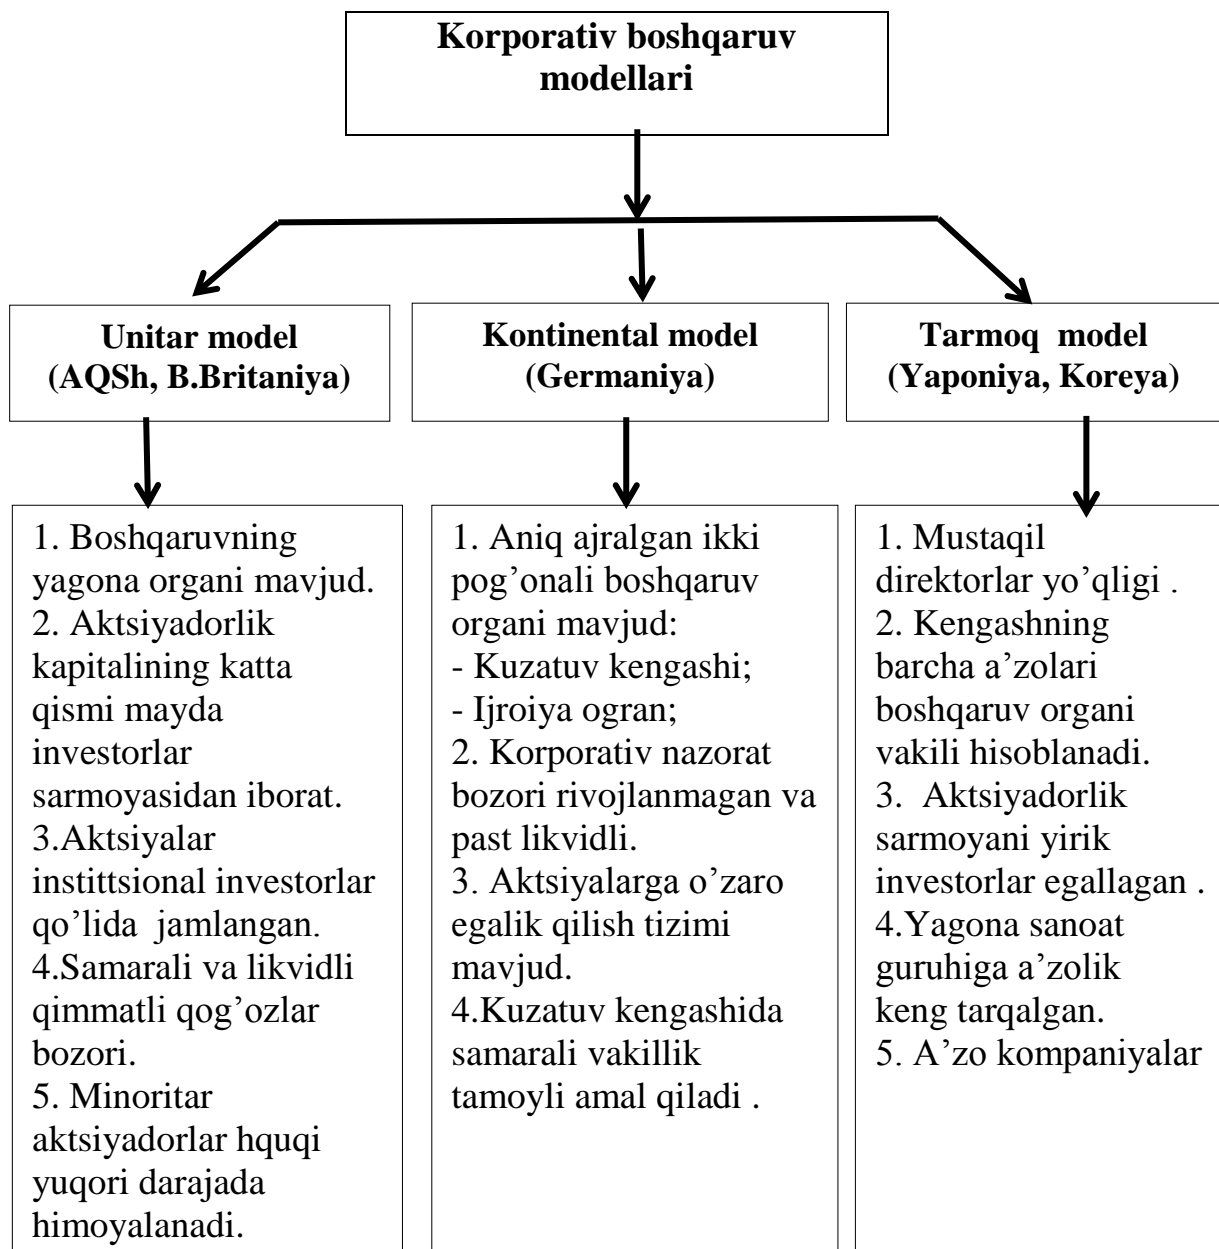 Korporativ boshqaruv
modellari
Unitar model
(AQSh, B.Britaniya)
Kontinental model
(Germaniya)
Tarmoq model
(Yaponiya, Koreya)
1. Boshqaruvning
yagona organi mavjud.
2. Aktsiyadorlik
kapitalining katta
qismi mayda
investorlar
sarmoyasidan iborat.
3.Aktsiyalar
instittsional investorlar
qo’lida jamlangan.
4.Samarali va likvidli
qimmatli qog’ozlar
bozori.
5. Minoritar
aktsiyadorlar hquqi
yuqori darajada
himoyalanadi.
1. Aniq ajralgan ikki
pog’onali boshqaruv
organi mavjud:
- Kuzatuv kengashi;
- Ijroiya ogran;
2. Korporativ nazorat
bozori rivojlanmagan va
past likvidli.
3. Aktsiyalarga o’zaro
egalik qilish tizimi
mavjud.
4.Kuzatuv kengashida
samarali vakillik
tamoyli amal qiladi .
1. Mustaqil
direktorlar yo’qligi .
2. Kengashning
barcha a’zolari
boshqaruv organi
vakili hisoblanadi.
3. Aktsiyadorlik
sarmoyani yirik
investorlar egallagan .
4.Yagona sanoat
guruhiga a’zolik
keng tarqalgan.
5. A’zo kompaniyalar